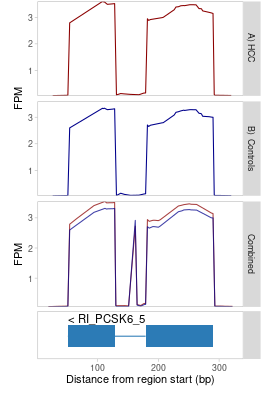 3
2
1
A) HCC
FPM
3
2
1
B) Controls
3
2
1
Combined
FPM
< RI_PCSK6_5
100
200
300
Distance from region start (bp)